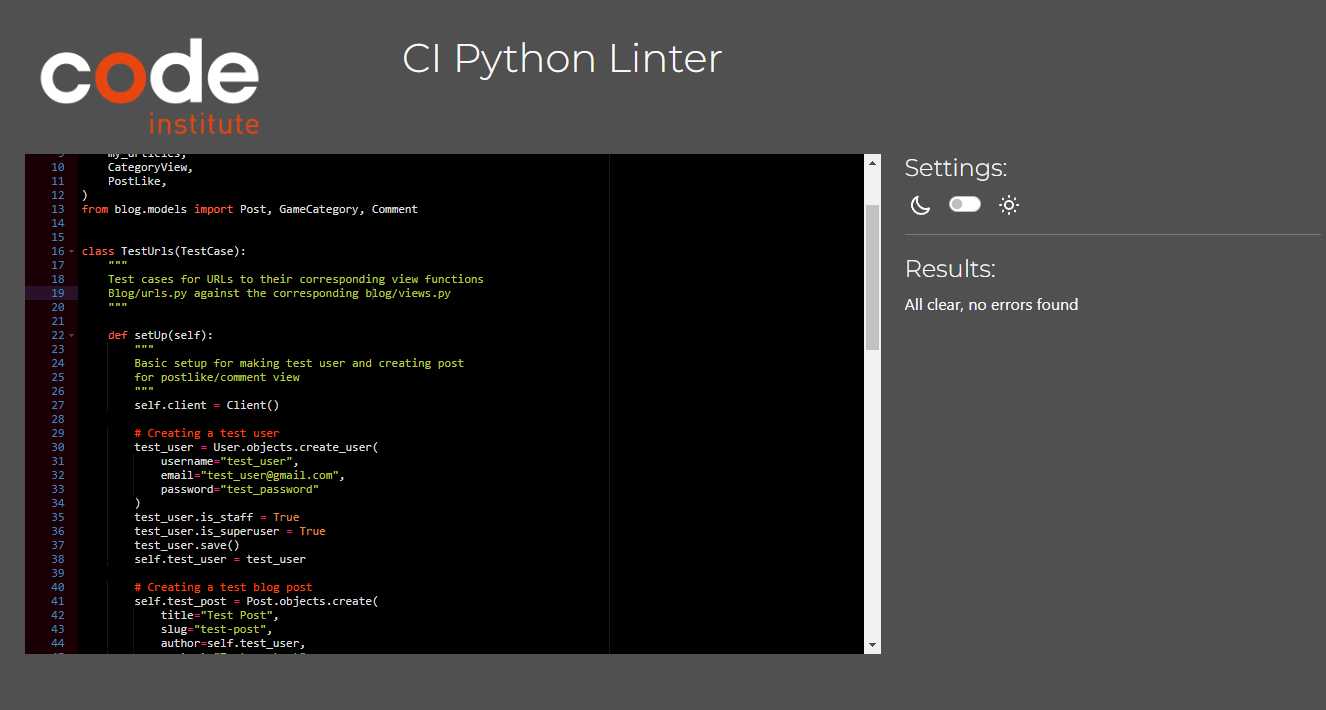 code
institute
CI Python Linter
9 my_articles,
10 CategoryView,
11 PostLike,
12 )
13 from blog.models import Post, GameCategory, Comment
14
15
16 class TestUrls(TestCase):
17 """
18 Test cases for URLs to their corresponding view functions
19 Blog/urls.py against the corresponding blog/views.py
20 """
21
22 def setUp(self):
23 """
24 Basic setup for making test user and creating post
25 for postlike/comment view
26 """
27 self.client = Client()
28
29 # Creating a test user
30 test_user = User.objects.create_user(
31 username="test_user",
32 email="test_user@gmail.com",
33 password="test_password"
34 )
35 test_user.is_staff = True
36 test_user.is_superuser = True
37 test_user.save()
38 self.test_user = test_user
39
40 # Creating a test blog post
41 self.test_post = Post.objects.create(
42 title="Test Post",
43 slug="test-post",
44 author=self.test_user,
Settings:
Results:
All clear, no errors found